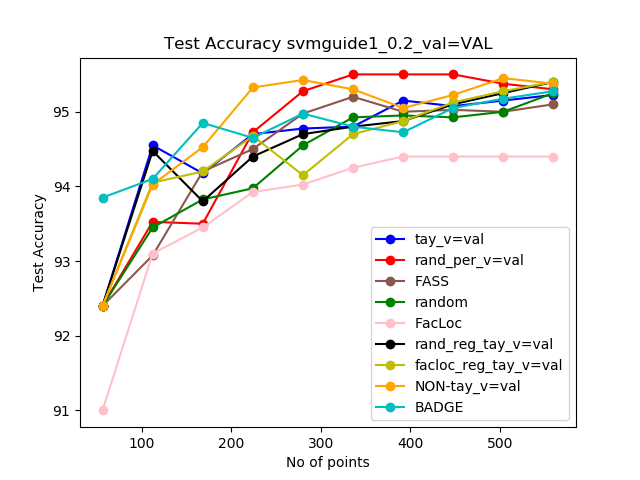 Test Accuracy svmguide1_0.2_val=VAL
Test Accuracy
95
94
93
92
91
100
200
300
400
500
No of points
tay_v=val
rand_per_v=val
FASS
random
FacLoc
rand_reg_tay_v=val
facloc_reg_tay_v=val
NON-tay_v=val
BADGE